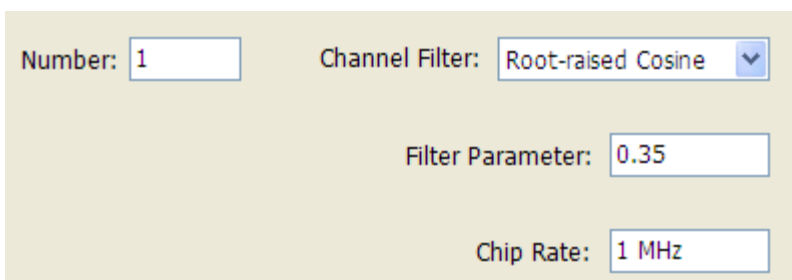 Number: 1 Channel Filter: Root-raised Cosine
Filter Parameter: 0.35
Chip Rate: 1 MHz